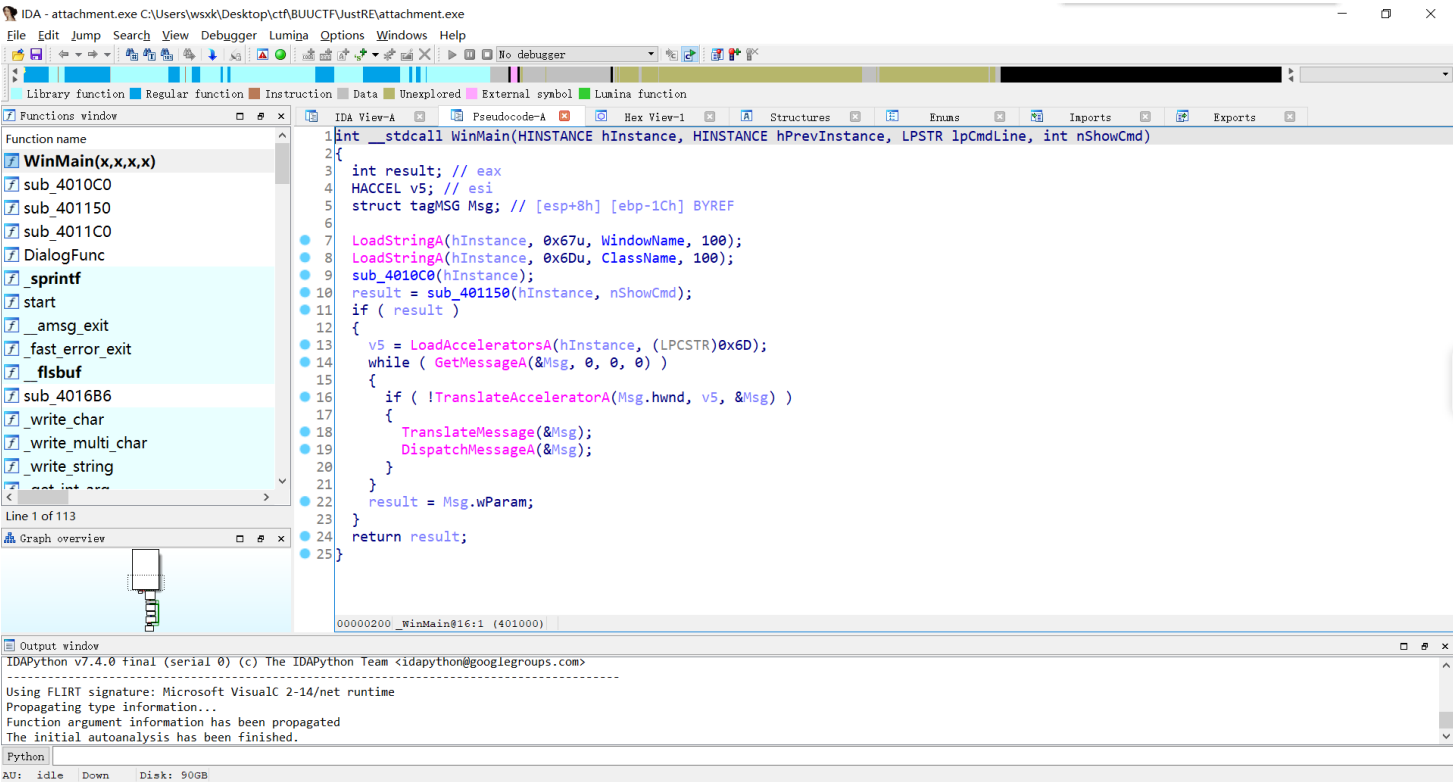 IDA - attachment.exe C:\Users\wsxk\Desktop\ctf\BUUCTF\JustRE\attachment.exe
File Edit Jump Search View Debugger Lumina Options Windows Help
No debugger
Library function Regular function Instruction Data Unexplored External symbol Lumina function
Functions window
IDA View-A Pseudocode-A Hex View-1 Structures Enums Imports Exports
Function name
WinMain(x,x,x,x)
sub_4010C0
sub_401150
sub_4011C0
DialogFunc
_sprintf
start
__amsg_exit
_fast_error_exit
__flsbuf
sub_4016B6
_write_char
_write_multi_char
_write_string
_get_int_arg
Line 1 of 113
Graph overview
1 int __stdcall WinMain(HINSTANCE hInstance, HINSTANCE hPrevInstance, LPSTR lpCmdLine, int nShowCmd)
2 {
3 int result; // eax
4 HACCEL v5; // esi
5 struct tagMSG Msg; // [esp+8h] [ebp-1Ch] BYREF
6
7 LoadStringA(hInstance, 0x67u, WindowName, 100);
8 LoadStringA(hInstance, 0x6Du, ClassName, 100);
9 sub_4010C0(hInstance);
10 result = sub_401150(hInstance, nShowCmd);
11 if ( result )
12 {
13 v5 = LoadAcceleratorsA(hInstance, (LPCSTR)0x6D);
14 while ( GetMessageA(&Msg, 0, 0, 0) )
15 {
16 if ( !TranslateAcceleratorA(Msg.hwnd, v5, &Msg) )
17 {
18 TranslateMessage(&Msg);
19 DispatchMessageA(&Msg);
20 }
21 }
22 result = Msg.wParam;
23 }
24 return result;
25 }
00000200 _WinMain@16:1 (401000)
Output window
IDAPython v7.4.0 final (serial 0) (c) The IDAPython Team <idapython@googlegroups.com>
-----------------------------------------------------------------------------------------
Using FLIRT signature: Microsoft VisualC 2-14/net runtime
Propagating type information...
Function argument information has been propagated
The initial autoanalysis has been finished.
Python
AU: idle Down Disk: 90GB